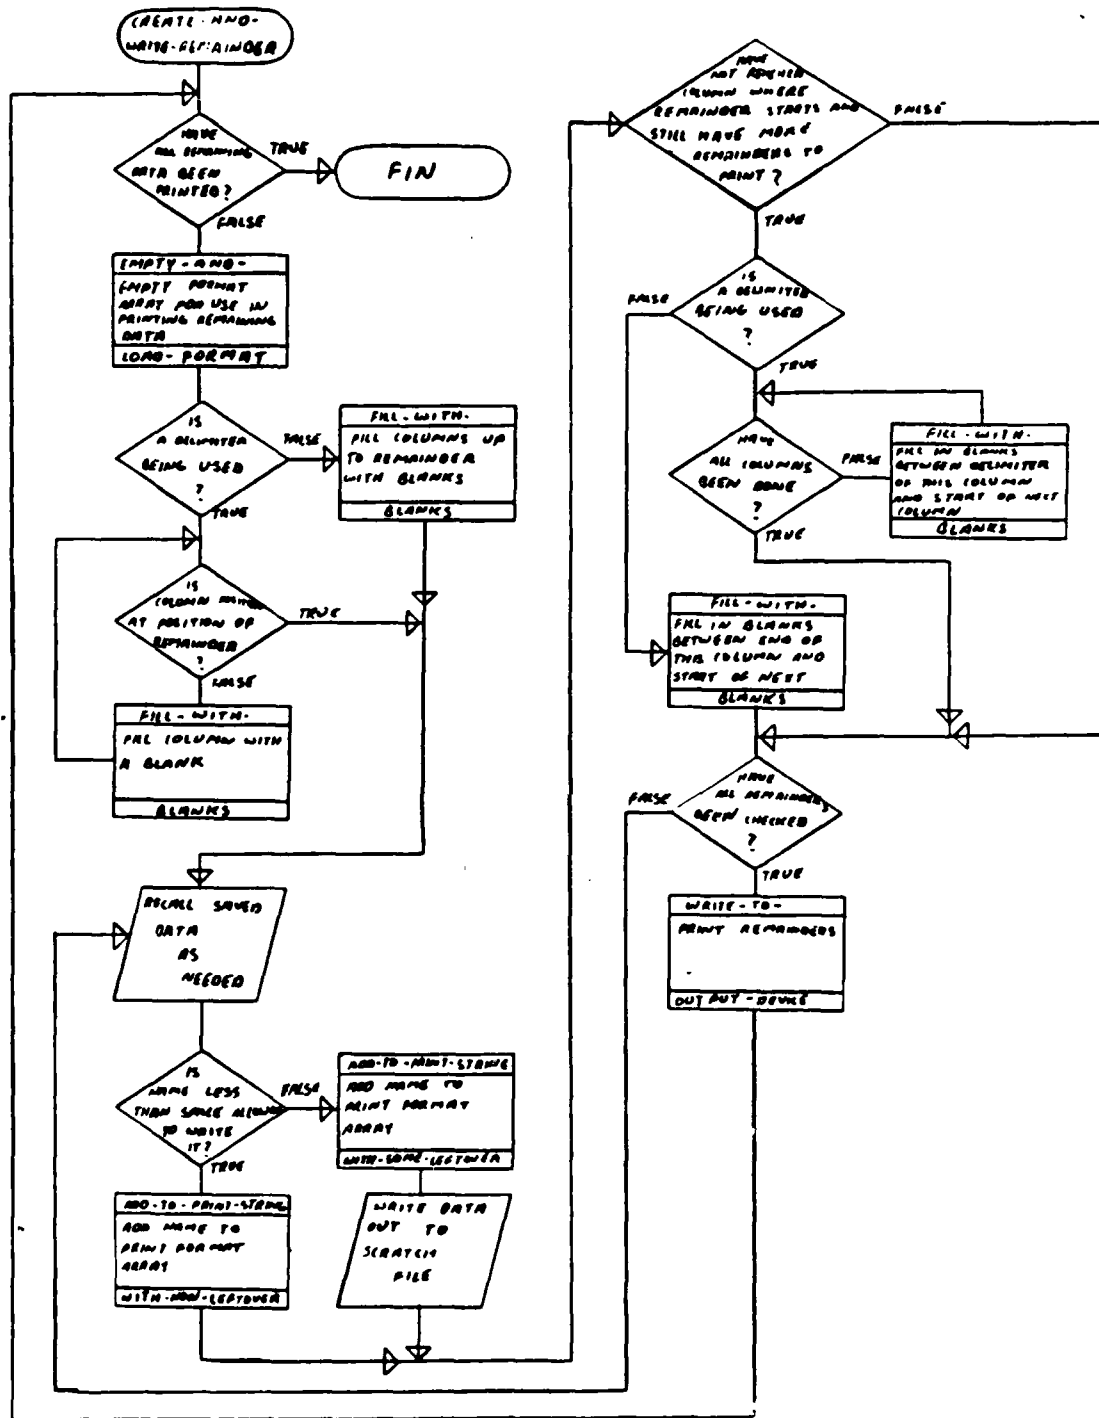 CREATE-AND-
WRITE-REMAINDER
HAVE
ALL REMAINING
DATA BEEN
PRINTED?
TRUE
FIN
FALSE
EMPTY-AND-
EMPTY FORMAT
ARRAY FOR USE IN
PRINTING REMAINING
DATA
LOAD-FORMAT
IS
A DELIMITER
BEING USED
?
FALSE
FILL-WITH-
FILL COLUMNS UP
TO REMAINDER
WITH BLANKS
BLANKS
TRUE
IS
COLUMN
AT POSITION OF
REMAINDER
?
TRUE
FALSE
FILL-WITH-
FILL COLUMN WITH
A BLANK
BLANKS
RECALL SAVED
DATA
AS
NEEDED
IS
NAME LESS
THAN SPACE ALLOWED
TO WRITE
IT?
FALSE
ADD-TO-PRINT-STRING
ADD NAME TO
PRINT FORMAT
ARRAY
WITH-SOME-LEFTOVER
TRUE
ADD-TO-PRINT-STRING
ADD NAME TO
PRINT FORMAT
ARRAY
WITH-NON-LEFTOVER
WRITE DATA
OUT TO
SCRATCH
FILE
HAVE
NOT REACHED
COLUMN WHERE
REMAINDER STARTS AND
STILL HAVE MORE
REMAINDERS TO
PRINT?
FALSE
TRUE
IS
A DELIMITER
BEING USED
?
FALSE
TRUE
HAVE
ALL COLUMNS
BEEN DONE
?
FALSE
FILL-WITH-
FILL IN BLANKS
BETWEEN DELIMITER
OF THIS COLUMN
AND START OF NEXT
COLUMN
BLANKS
TRUE
FILL-WITH-
FILL IN BLANKS
BETWEEN END OF
THIS COLUMN AND
START OF NEXT
BLANKS
HAVE
ALL REMAINDERS
BEEN CHECKED
?
FALSE
TRUE
WRITE-TO-
PRINT REMAINDERS
OUTPUT-DEVICE